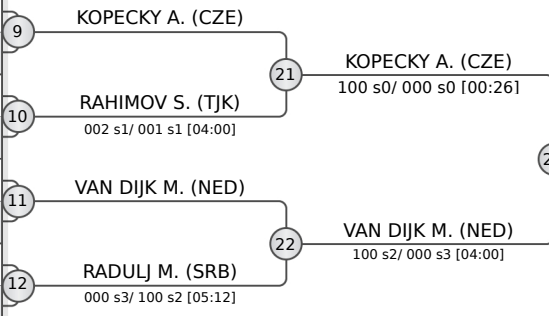 KOPECKY A. (CZE)
9
21
KOPECKY A. (CZE)
100 s0/ 000 s0 [00:26]
RAHIMOV S. (TJK)
10
002 s1/ 001 s1 [04:00]
VAN DIJK M. (NED)
11
22
VAN DIJK M. (NED)
100 s2/ 000 s3 [04:00]
RADULJ M. (SRB)
12
000 s3/ 100 s2 [05:12]